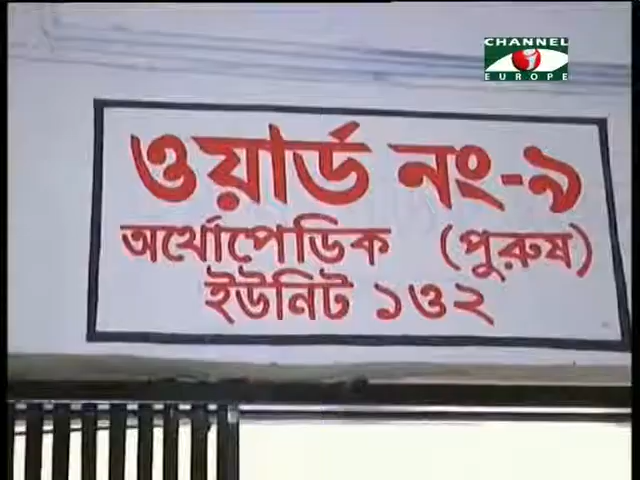 CHANNEL
i
EUROPE
ওয়ার্ড নং-৯
অর্থোপেডিক (পুরুষ)
ইউনিট ১৩২